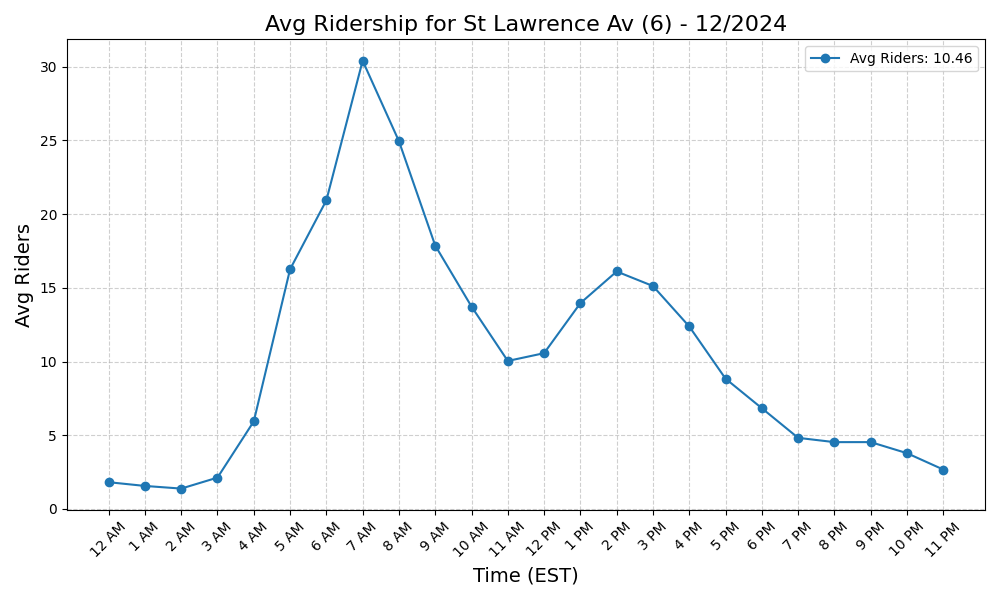 Avg Ridership for St Lawrence Av (6) - 12/2024
Avg Riders: 10.46
Avg Riders
30
25
20
15
10
5
0
12 AM
1 AM
2 AM
3 AM
4 AM
5 AM
6 AM
7 AM
8 AM
9 AM
10 AM
11 AM
12 PM
1 PM
2 PM
3 PM
4 PM
5 PM
6 PM
7 PM
8 PM
9 PM
10 PM
11 PM
Time (EST)